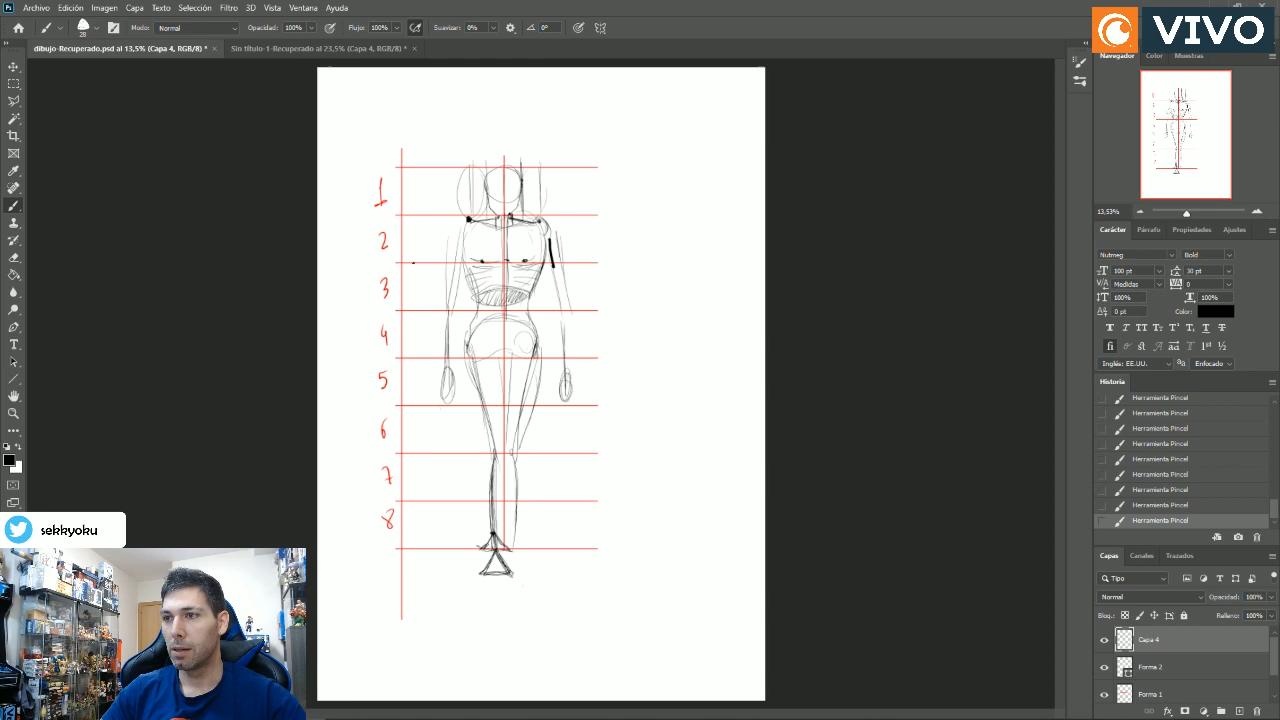 Archivo Edición Imagen Capa Texto Selección Filtro 3D Vista Ventana Ayuda
Modo: Normal Opacidad: 100% Flujo: 100% Suavizar: 0% 0°
28
dibujo-Recuperado.psd al 13,5% (Capa 4, RGB/8) * ×
Sin título-1-Recuperado al 23,5% (Capa 4, RGB/8) * ×
VIVO
Navegador Color Muestras
13,53%
Carácter Párrafo Propiedades Ajustes
Nutmeg Bold
100 pt 30 pt
Medidas 0
100% 100%
0 pt Color:
Inglés: EE.UU. Enfocado
Historia
Herramienta Pincel
Herramienta Pincel
Herramienta Pincel
Herramienta Pincel
Herramienta Pincel
Herramienta Pincel
Herramienta Pincel
Herramienta Pincel
Herramienta Pincel
Capas Canales Trazados
Tipo
Normal Opacidad: 100%
Bloq.: Relleno: 100%
Capa 4
Forma 2
Forma 1
1
2
3
4
5
6
7
8
sekkyoku